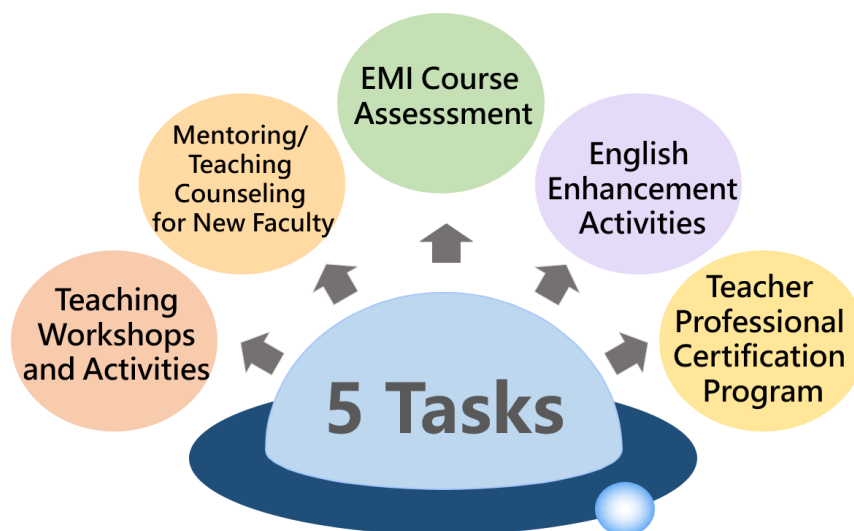 EMI Course
Assesssment
Mentoring/
Teaching
Counseling
for New Faculty
English
Enhancement
Activities
Teaching
Workshops
and Activities
Teacher
Professional
Certification
Program
5 Tasks